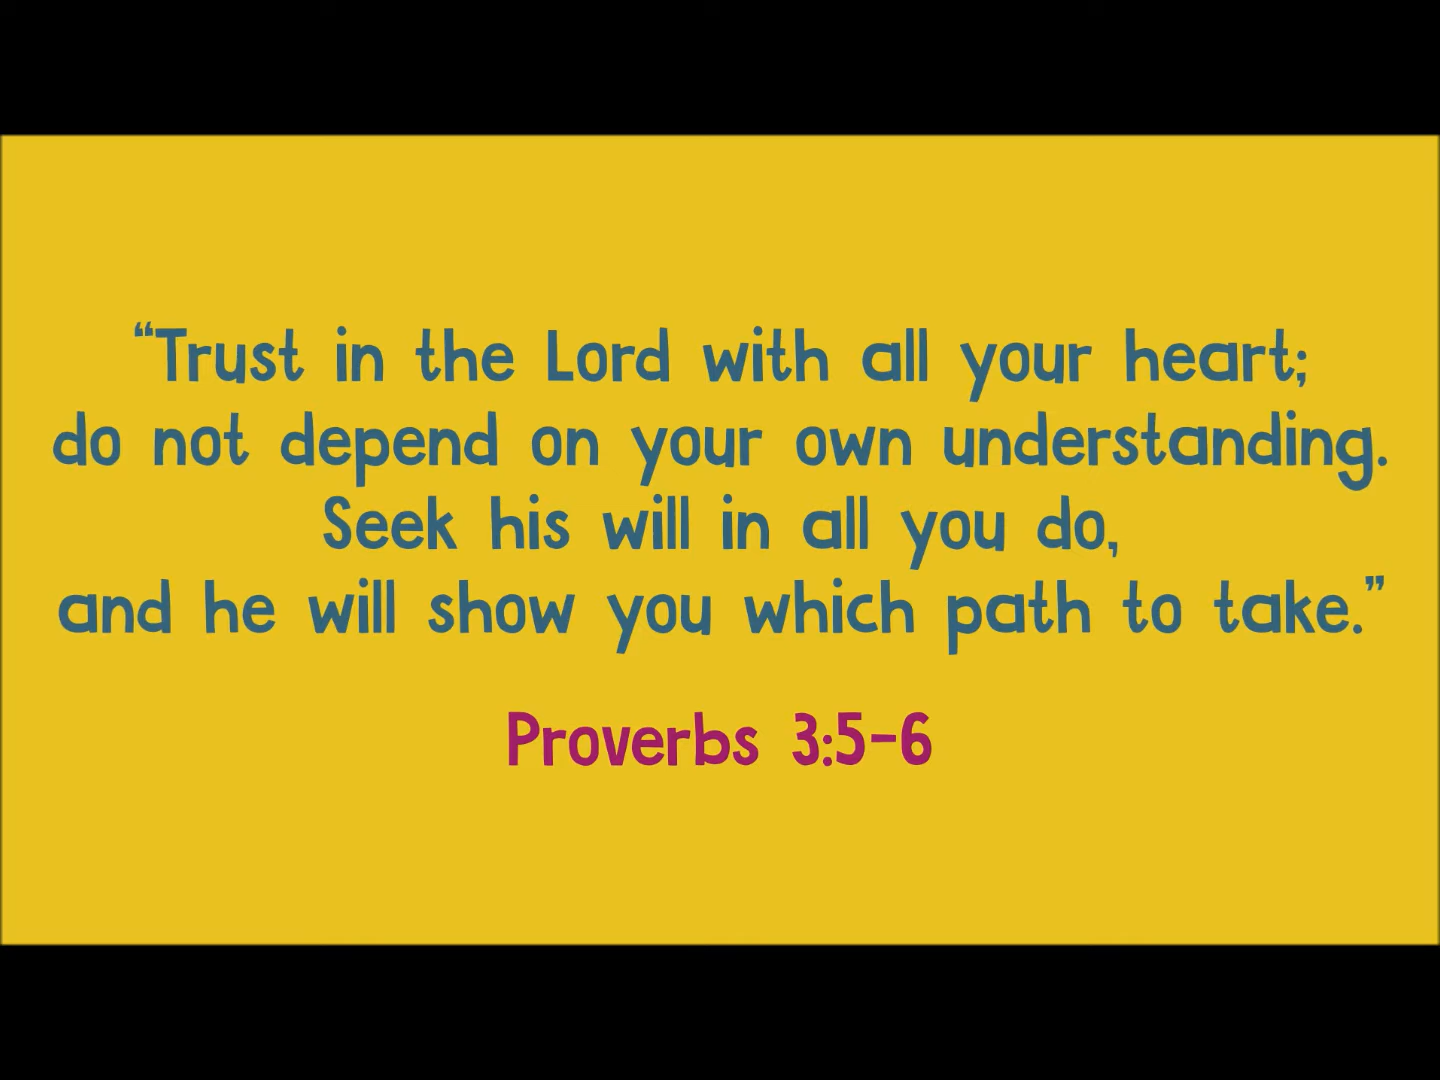 “Trust in the Lord with all your heart;
do not depend on your own understanding.
Seek his will in all you do,
and he will show you which path to take.”
Proverbs 3:5-6